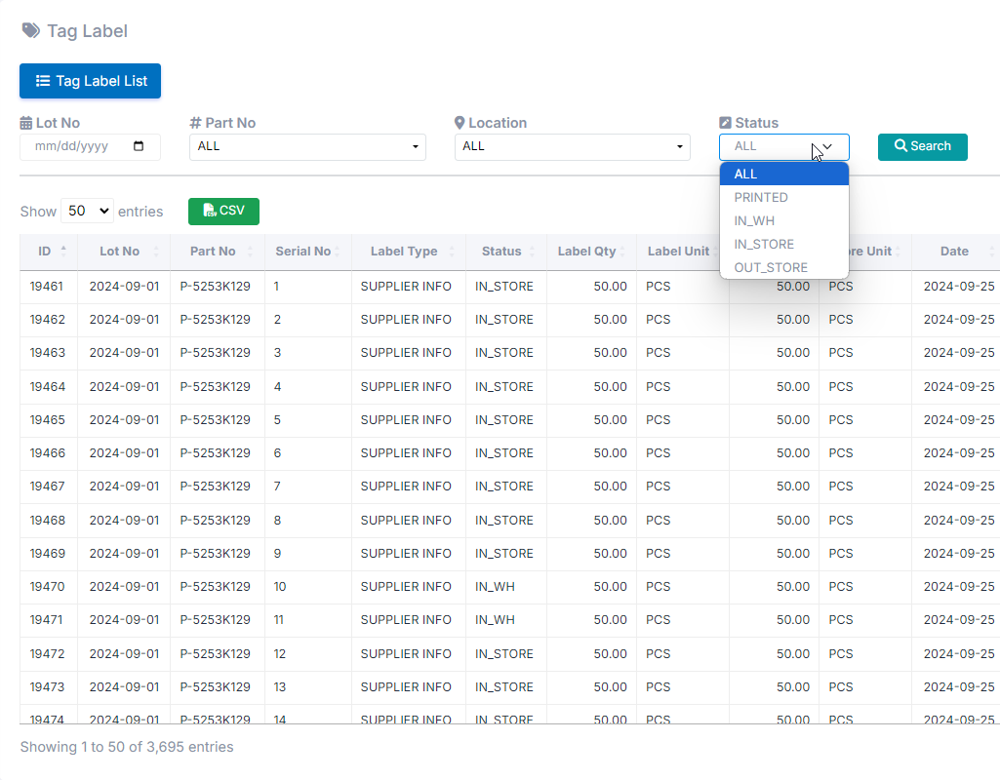 Tag Label
Tag Label List
Lot No # Part No Location Status
mm/dd/yyyy ALL ALL ALL Search
ALL
PRINTED
IN_WH
IN_STORE
OUT_STORE
Show 50 entries CSV
ID Lot No Part No Serial No Label Type Status Label Qty Label Unit Unit Date
19461 2024-09-01 P-5253K129 1 SUPPLIER INFO IN_STORE 50.00 PCS 50.00 PCS 2024-09-25
19462 2024-09-01 P-5253K129 2 SUPPLIER INFO IN_STORE 50.00 PCS 50.00 PCS 2024-09-25
19463 2024-09-01 P-5253K129 3 SUPPLIER INFO IN_STORE 50.00 PCS 50.00 PCS 2024-09-25
19464 2024-09-01 P-5253K129 4 SUPPLIER INFO IN_STORE 50.00 PCS 50.00 PCS 2024-09-25
19465 2024-09-01 P-5253K129 5 SUPPLIER INFO IN_STORE 50.00 PCS 50.00 PCS 2024-09-25
19466 2024-09-01 P-5253K129 6 SUPPLIER INFO IN_STORE 50.00 PCS 50.00 PCS 2024-09-25
19467 2024-09-01 P-5253K129 7 SUPPLIER INFO IN_STORE 50.00 PCS 50.00 PCS 2024-09-25
19468 2024-09-01 P-5253K129 8 SUPPLIER INFO IN_STORE 50.00 PCS 50.00 PCS 2024-09-25
19469 2024-09-01 P-5253K129 9 SUPPLIER INFO IN_STORE 50.00 PCS 50.00 PCS 2024-09-25
19470 2024-09-01 P-5253K129 10 SUPPLIER INFO IN_WH 50.00 PCS 50.00 PCS 2024-09-25
19471 2024-09-01 P-5253K129 11 SUPPLIER INFO IN_WH 50.00 PCS 50.00 PCS 2024-09-25
19472 2024-09-01 P-5253K129 12 SUPPLIER INFO IN_STORE 50.00 PCS 50.00 PCS 2024-09-25
19473 2024-09-01 P-5253K129 13 SUPPLIER INFO IN_STORE 50.00 PCS 50.00 PCS 2024-09-25
19474 2024-09-01 P-5253K129 14 SUPPLIER INFO IN_STORE 50.00 PCS 50.00 PCS 2024-09-25
Showing 1 to 50 of 3,695 entries